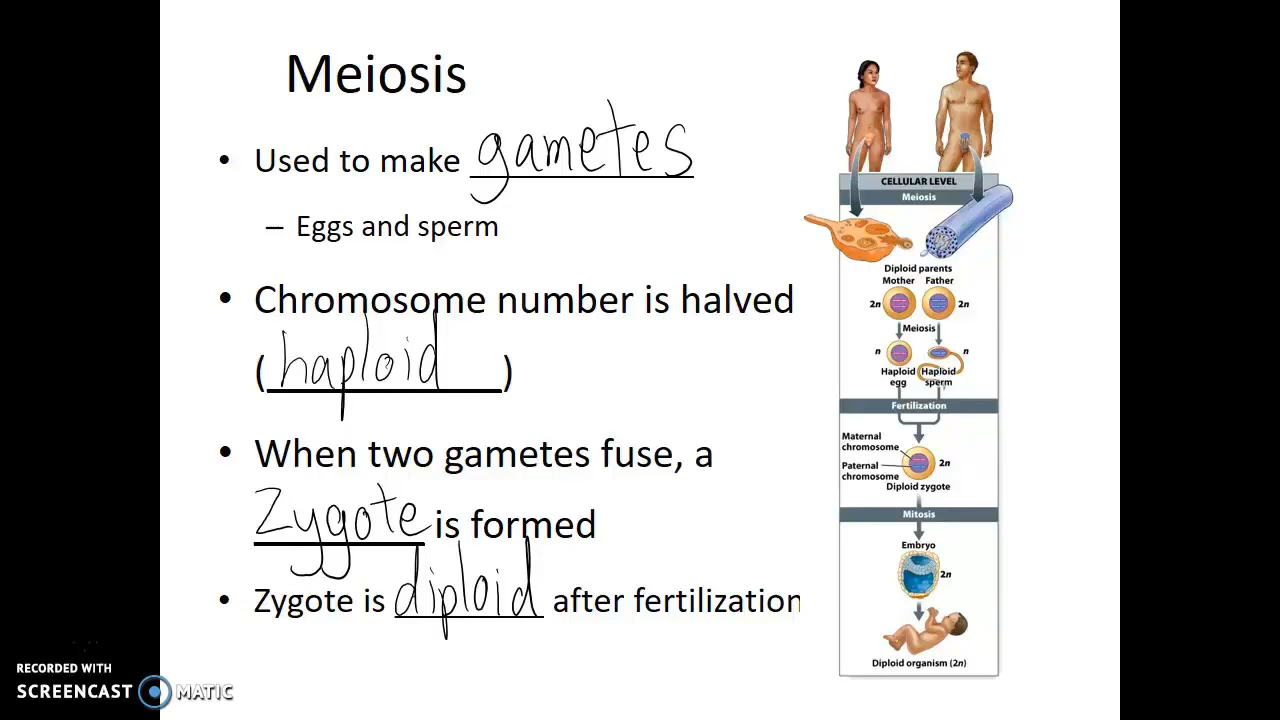 Meiosis
• Used to make gametes
– Eggs and sperm
• Chromosome number is halved
(haploid)
• When two gametes fuse, a
Zygote is formed
• Zygote is diploid after fertilization
CELLULAR LEVEL
Meiosis
Diploid parents
Mother Father
2n 2n
Meiosis
n n
Haploid egg Haploid sperm
Fertilization
Maternal chromosome
Paternal chromosome
2n
Diploid zygote
Mitosis
Embryo
2n
Diploid organism (2n)
RECORDED WITH
SCREENCAST MATIC